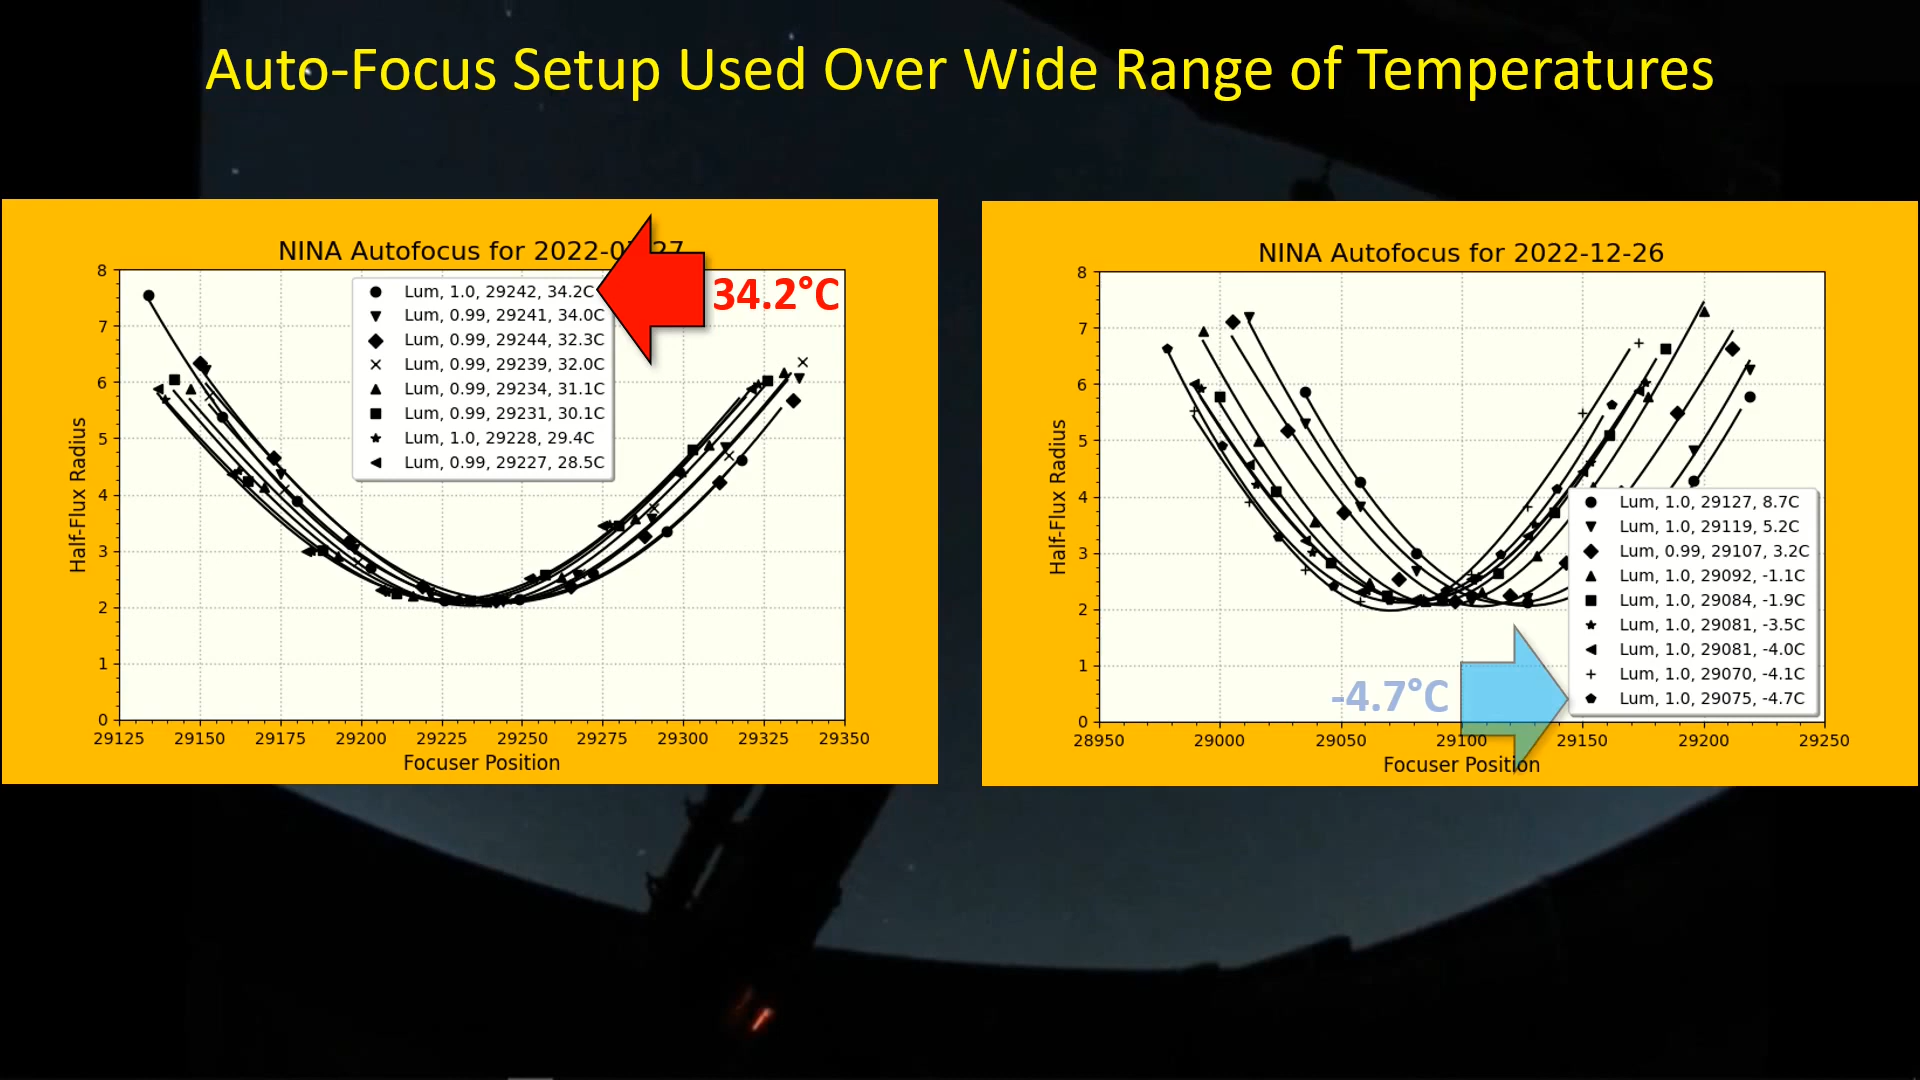 Auto-Focus Setup Used Over Wide Range of Temperatures
NINA Autofocus for 2022-0 27
8
7
6
5
4
3
2
1
0
Half-Flux Radius
Lum, 1.0, 29242, 34.2C
Lum, 0.99, 29241, 34.0C
Lum, 0.99, 29244, 32.3C
Lum, 0.99, 29239, 32.0C
Lum, 0.99, 29234, 31.1C
Lum, 0.99, 29231, 30.1C
Lum, 1.0, 29228, 29.4C
Lum, 0.99, 29227, 28.5C
34.2°C
29125 29150 29175 29200 29225 29250 29275 29300 29325 29350
Focuser Position
NINA Autofocus for 2022-12-26
8
7
6
5
4
3
2
1
0
Half-Flux Radius
Lum, 1.0, 29127, 8.7C
Lum, 1.0, 29119, 5.2C
Lum, 0.99, 29107, 3.2C
Lum, 1.0, 29092, -1.1C
Lum, 1.0, 29084, -1.9C
Lum, 1.0, 29081, -3.5C
Lum, 1.0, 29081, -4.0C
Lum, 1.0, 29070, -4.1C
Lum, 1.0, 29075, -4.7C
-4.7°C
28950 29000 29050 29100 29150 29200 29250
Focuser Position